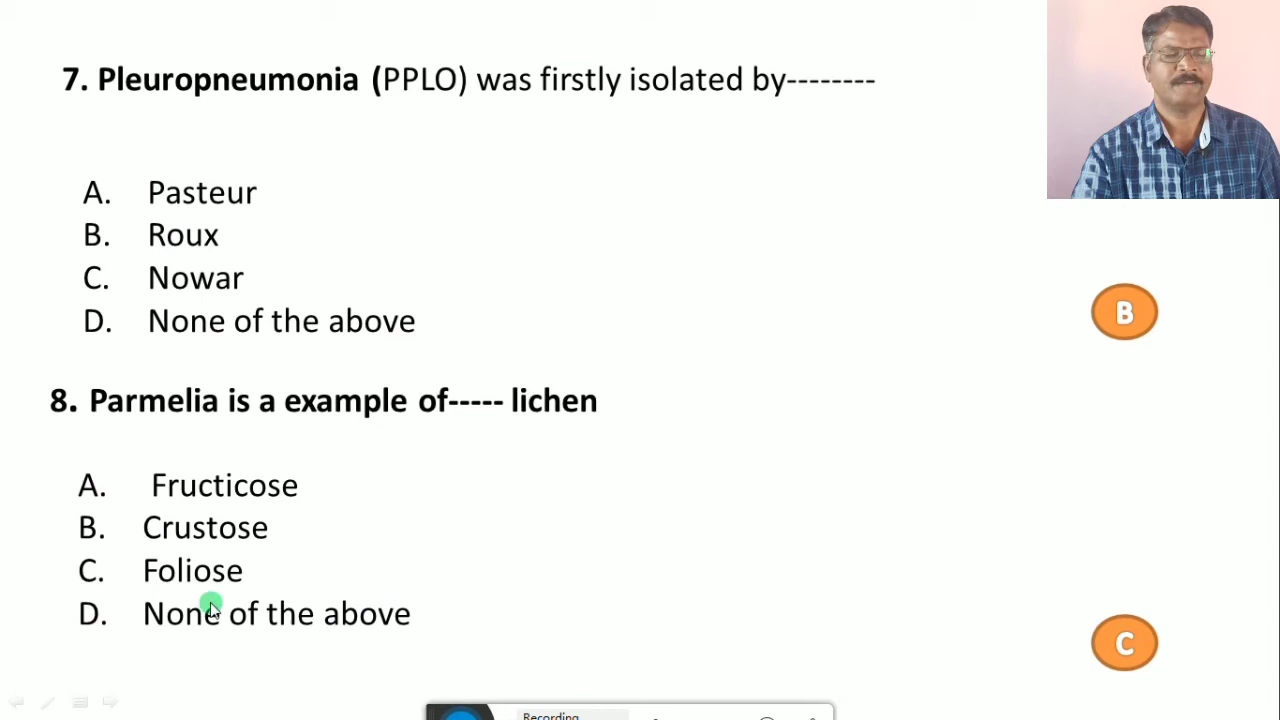 7. Pleuropneumonia (PPLO) was firstly isolated by--------
A. Pasteur
B. Roux
C. Nowar
D. None of the above
B
8. Parmelia is a example of----- lichen
A. Fructicose
B. Crustose
C. Foliose
D. None of the above
C
Recording